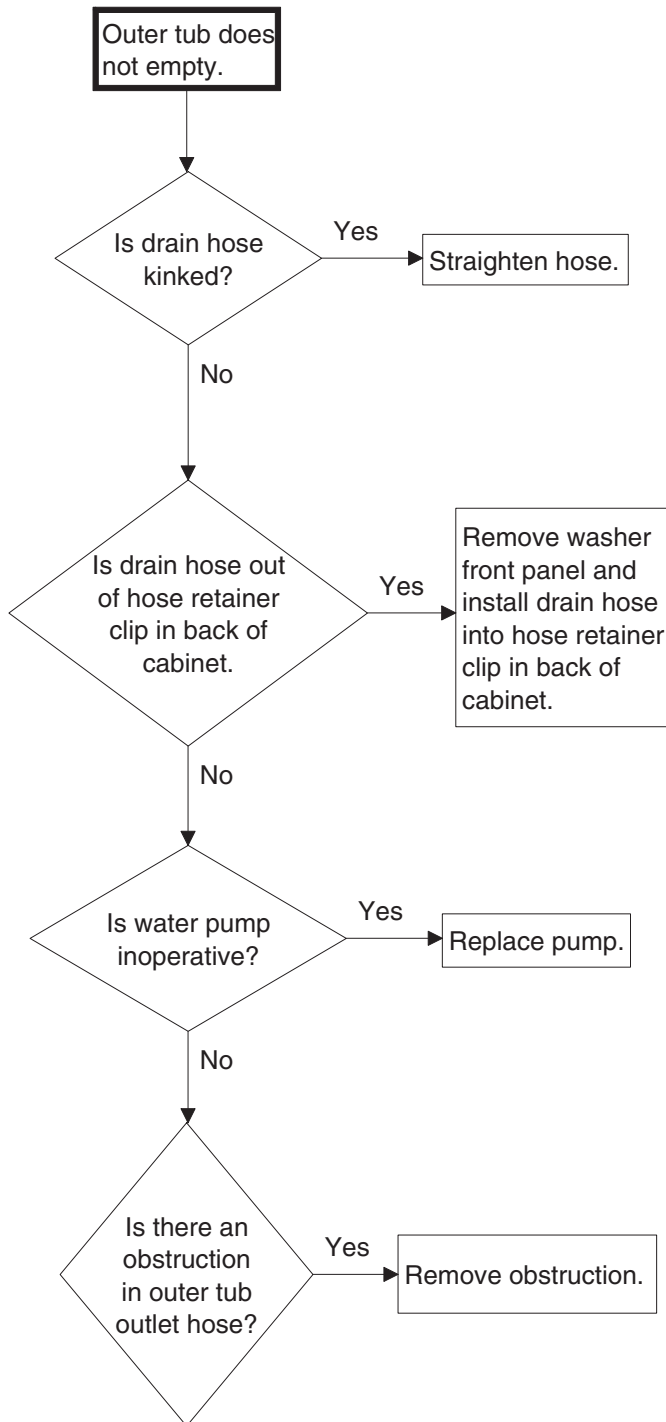 Outer tub does
not empty.
Is drain hose
kinked?
Yes
Straighten hose.
No
Is drain hose out
of hose retainer
clip in back of
cabinet.
Yes
Remove washer
front panel and
install drain hose
into hose retainer
clip in back of
cabinet.
No
Is water pump
inoperative?
Yes
Replace pump.
No
Is there an
obstruction
in outer tub
outlet hose?
Yes
Remove obstruction.